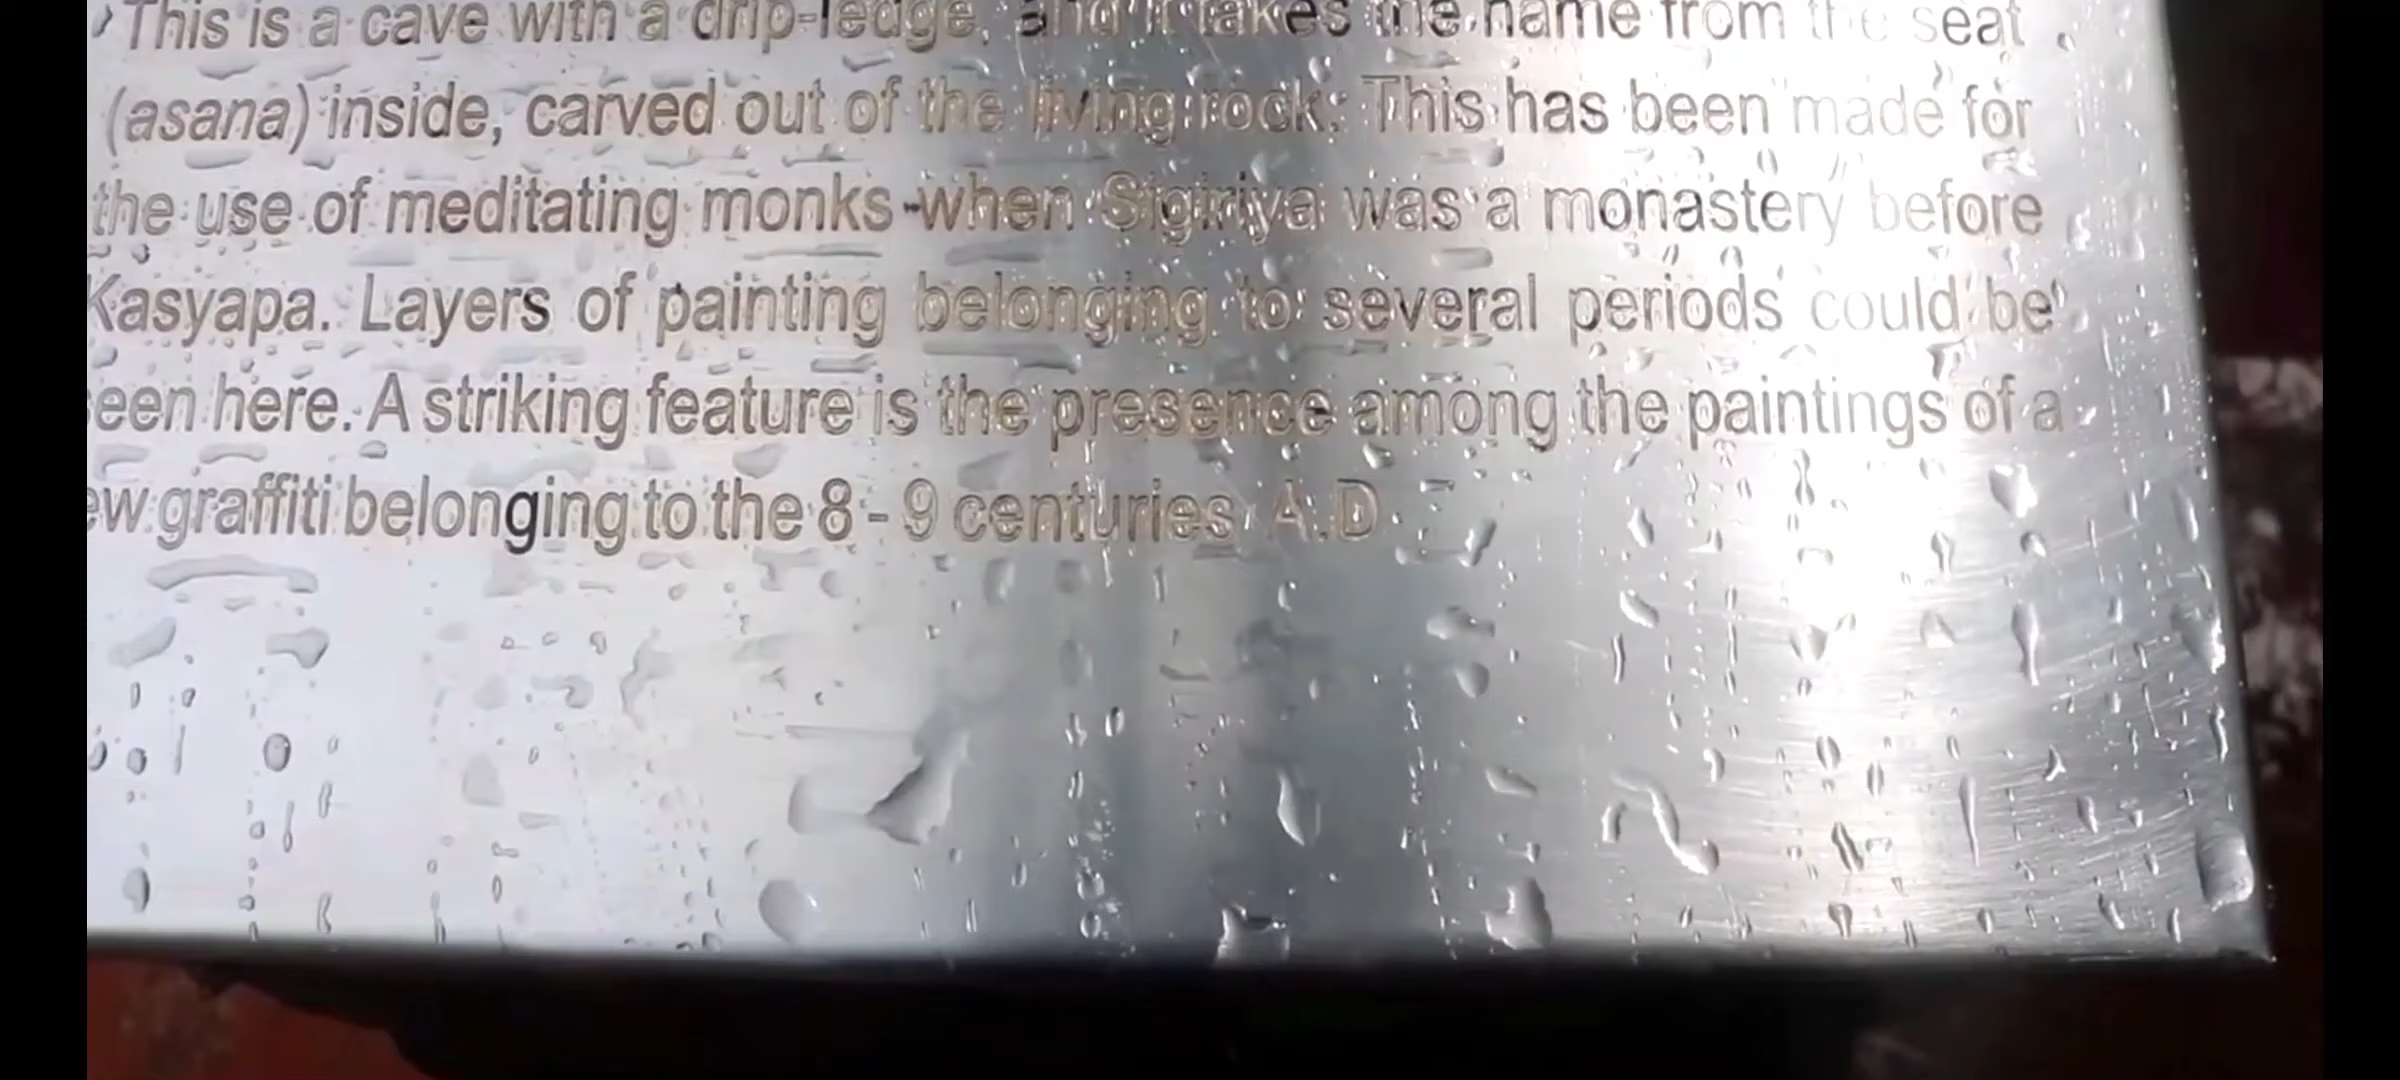 This is a cave with a drip-ledge, and it takes the name from the seat
(asana) inside, carved out of the living rock. This has been made for
the use of meditating monks when Sigiriya was a monastery before
Kasyapa. Layers of painting belonging to several periods could be
een here. A striking feature is the presence among the paintings of a
ew graffiti belonging to the 8 - 9 centuries A.D.